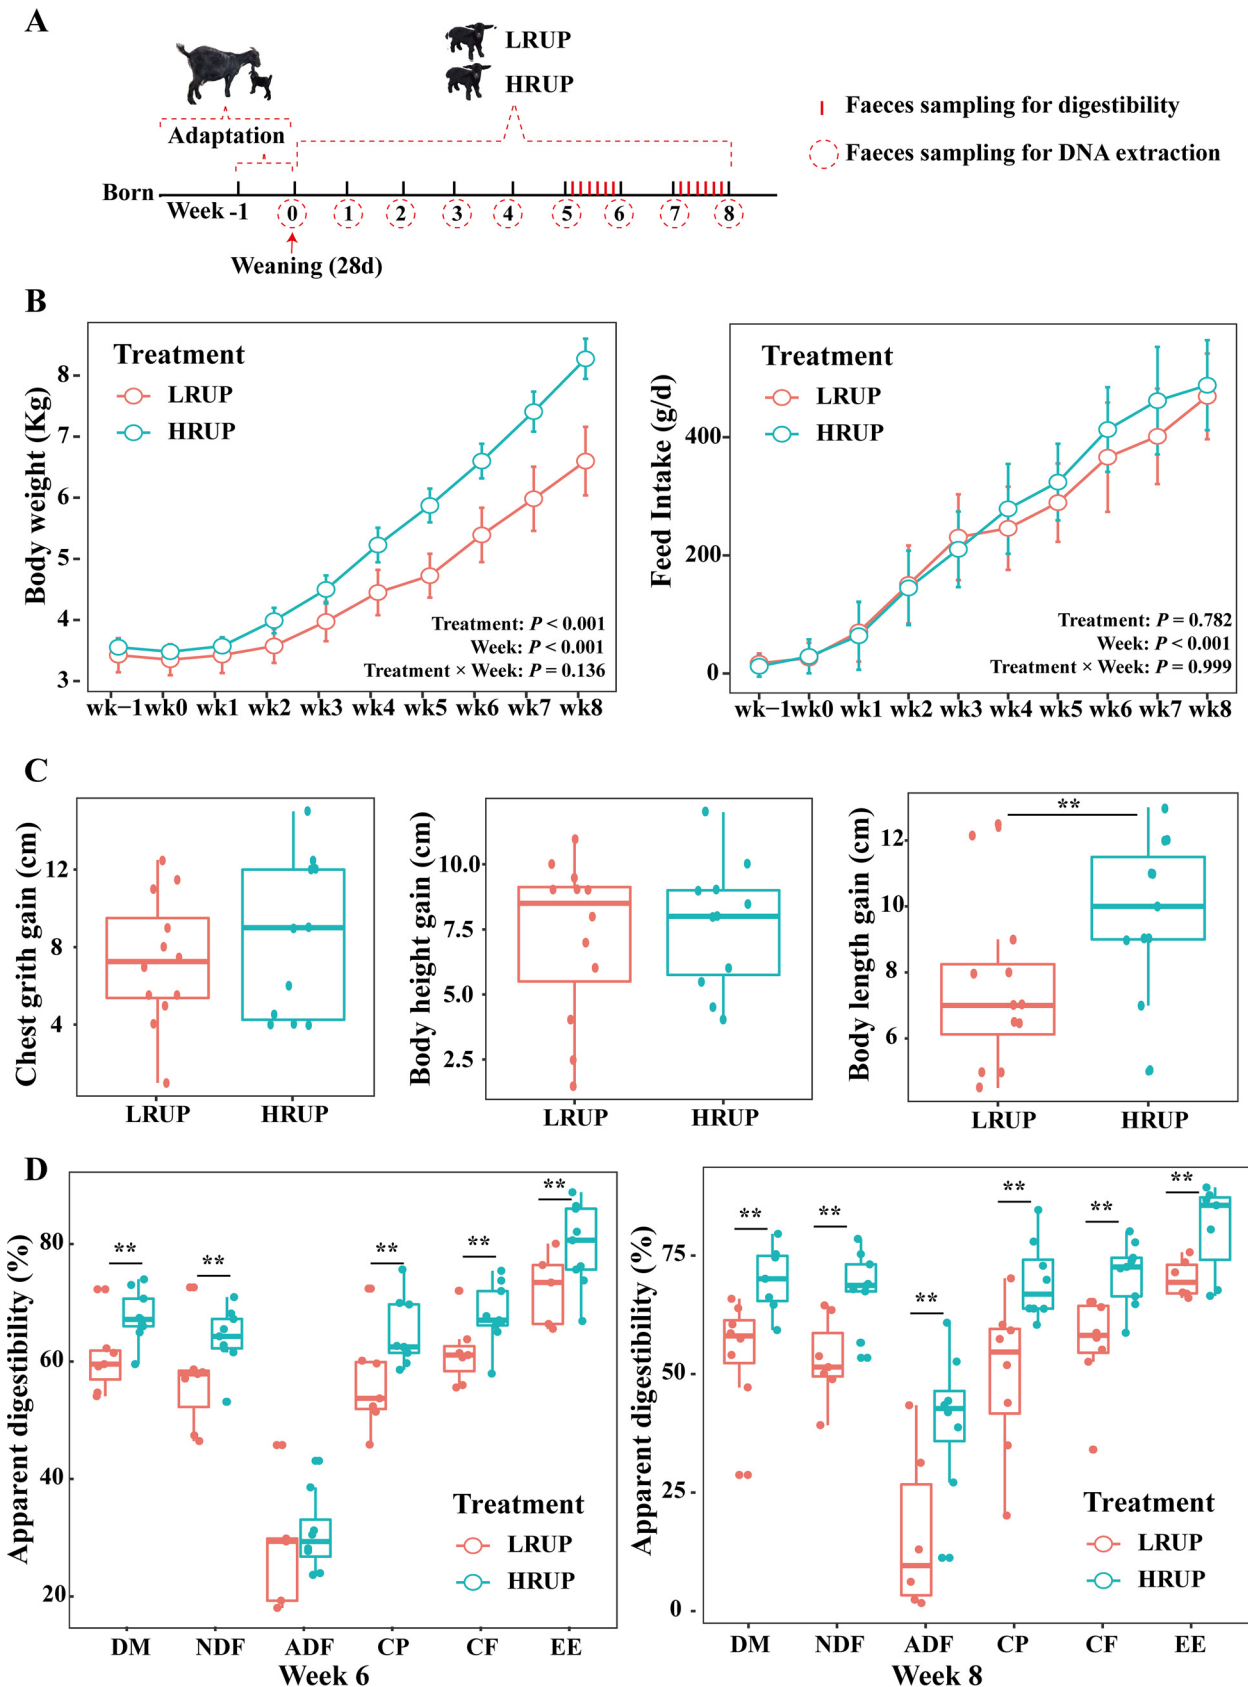 A
LRUP
HRUP
Adaptation
Faeces sampling for digestibility
Faeces sampling for DNA extraction
Born
Week -1 0 1 2 3 4 5 6 7 8
Weaning (28d)
B
Treatment
LRUP
HRUP
Body weight (Kg)
8
7
6
5
4
3
Treatment: P < 0.001
Week: P < 0.001
Treatment × Week: P = 0.136
wk−1 wk0 wk1 wk2 wk3 wk4 wk5 wk6 wk7 wk8
Treatment
LRUP
HRUP
Feed Intake (g/d)
400
200
0
Treatment: P = 0.782
Week: P < 0.001
Treatment × Week: P = 0.999
wk−1 wk0 wk1 wk2 wk3 wk4 wk5 wk6 wk7 wk8
C
Chest grith gain (cm)
12
8
4
LRUP HRUP
Body height gain (cm)
10.0
7.5
5.0
2.5
LRUP HRUP
Body length gain (cm)
**
12
10
8
6
LRUP HRUP
D
Apparent digestibility (%)
80
60
40
20
** ** ** ** **
Treatment
LRUP
HRUP
DM NDF ADF CP CF EE
Week 6
Apparent digestibility (%)
75
50
25
0
** ** ** ** ** **
Treatment
LRUP
HRUP
DM NDF ADF CP CF EE
Week 8